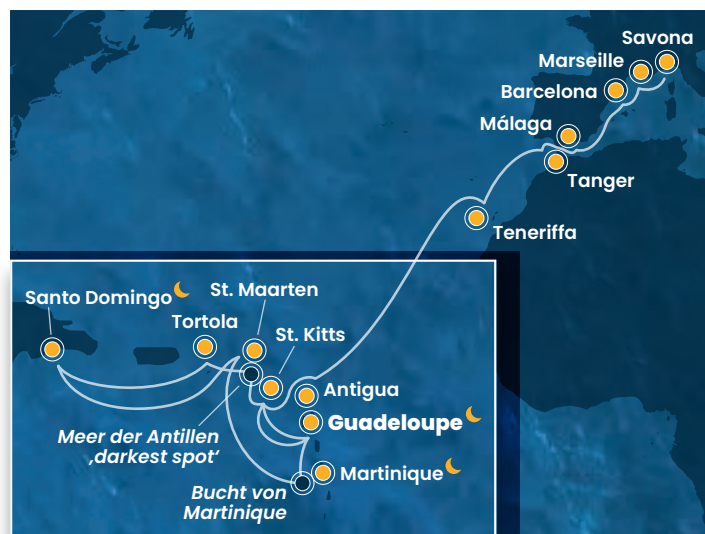 Savona
Marseille
Barcelona
Málaga
Tanger
Teneriffa
Santo Domingo
St. Maarten
Tortola
St. Kitts
Antigua
Guadeloupe
Meer der Antillen
‚darkest spot‘
Martinique
Bucht von
Martinique